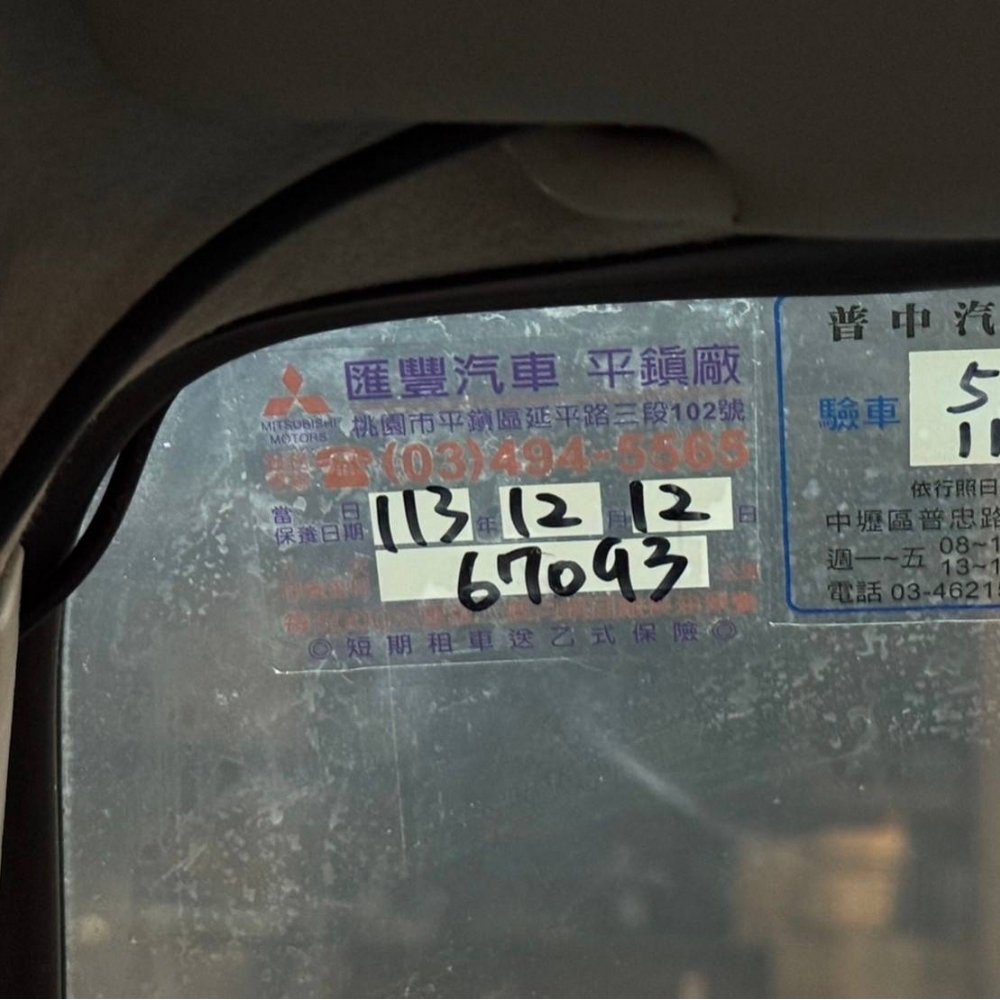 匯豐汽車 平鎮廠
MITSUBISHI MOTORS
桃園市平鎮區延平路三段102號
☎(03)494-5565
當 日
保養日期 113 年 12 月 12 日
67093
◎短期租車送乙式保險◎
普中汽
驗車 5
11
依行照日
中壢區普忠路
週一~五 08~1
13~1
電話 03-4621